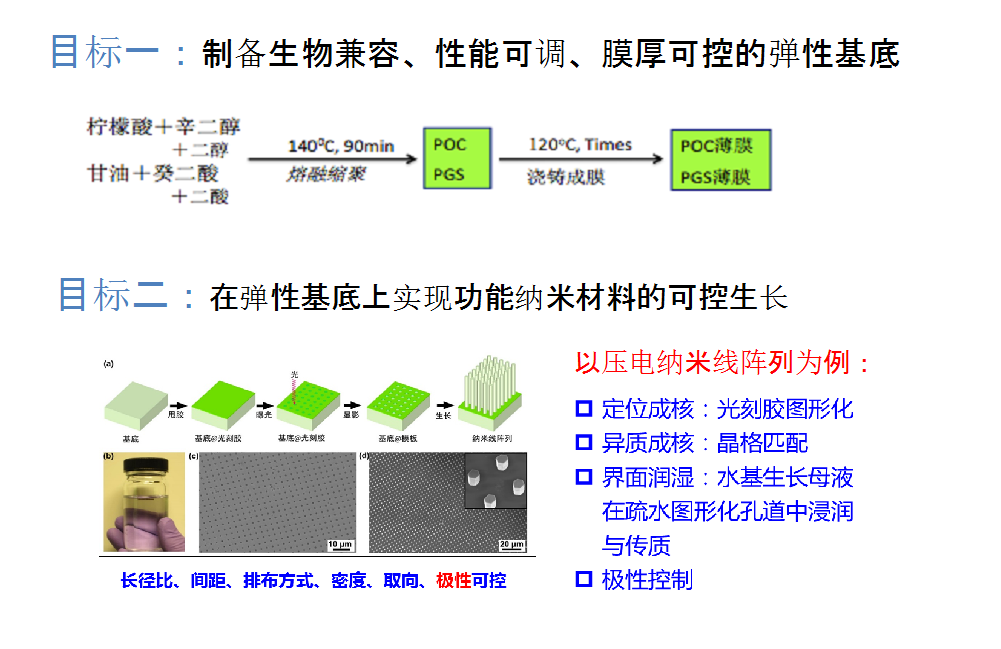 目标一：制备生物兼容、性能可调、膜厚可控的弹性基底
柠檬酸＋辛二醇
＋二醇
甘油＋癸二酸
＋二酸
140⁰C, 90min
熔融缩聚
POC
PGS
120°C, Times
浇铸成膜
POC薄膜
PGS薄膜
目标二：在弹性基底上实现功能纳米材料的可控生长
(a)
光
甩胶
曝光
显影
生长
基底
基底@光刻胶
基底@光刻胶
基底@模板
纳米线阵列
(b)
(c)
(d)
10 μm
20 μm
长径比、间距、排布方式、密度、取向、极性可控
以压电纳米线阵列为例：
定位成核：光刻胶图形化
异质成核：晶格匹配
界面润湿：水基生长母液
在疏水图形化孔道中浸润
与传质
极性控制